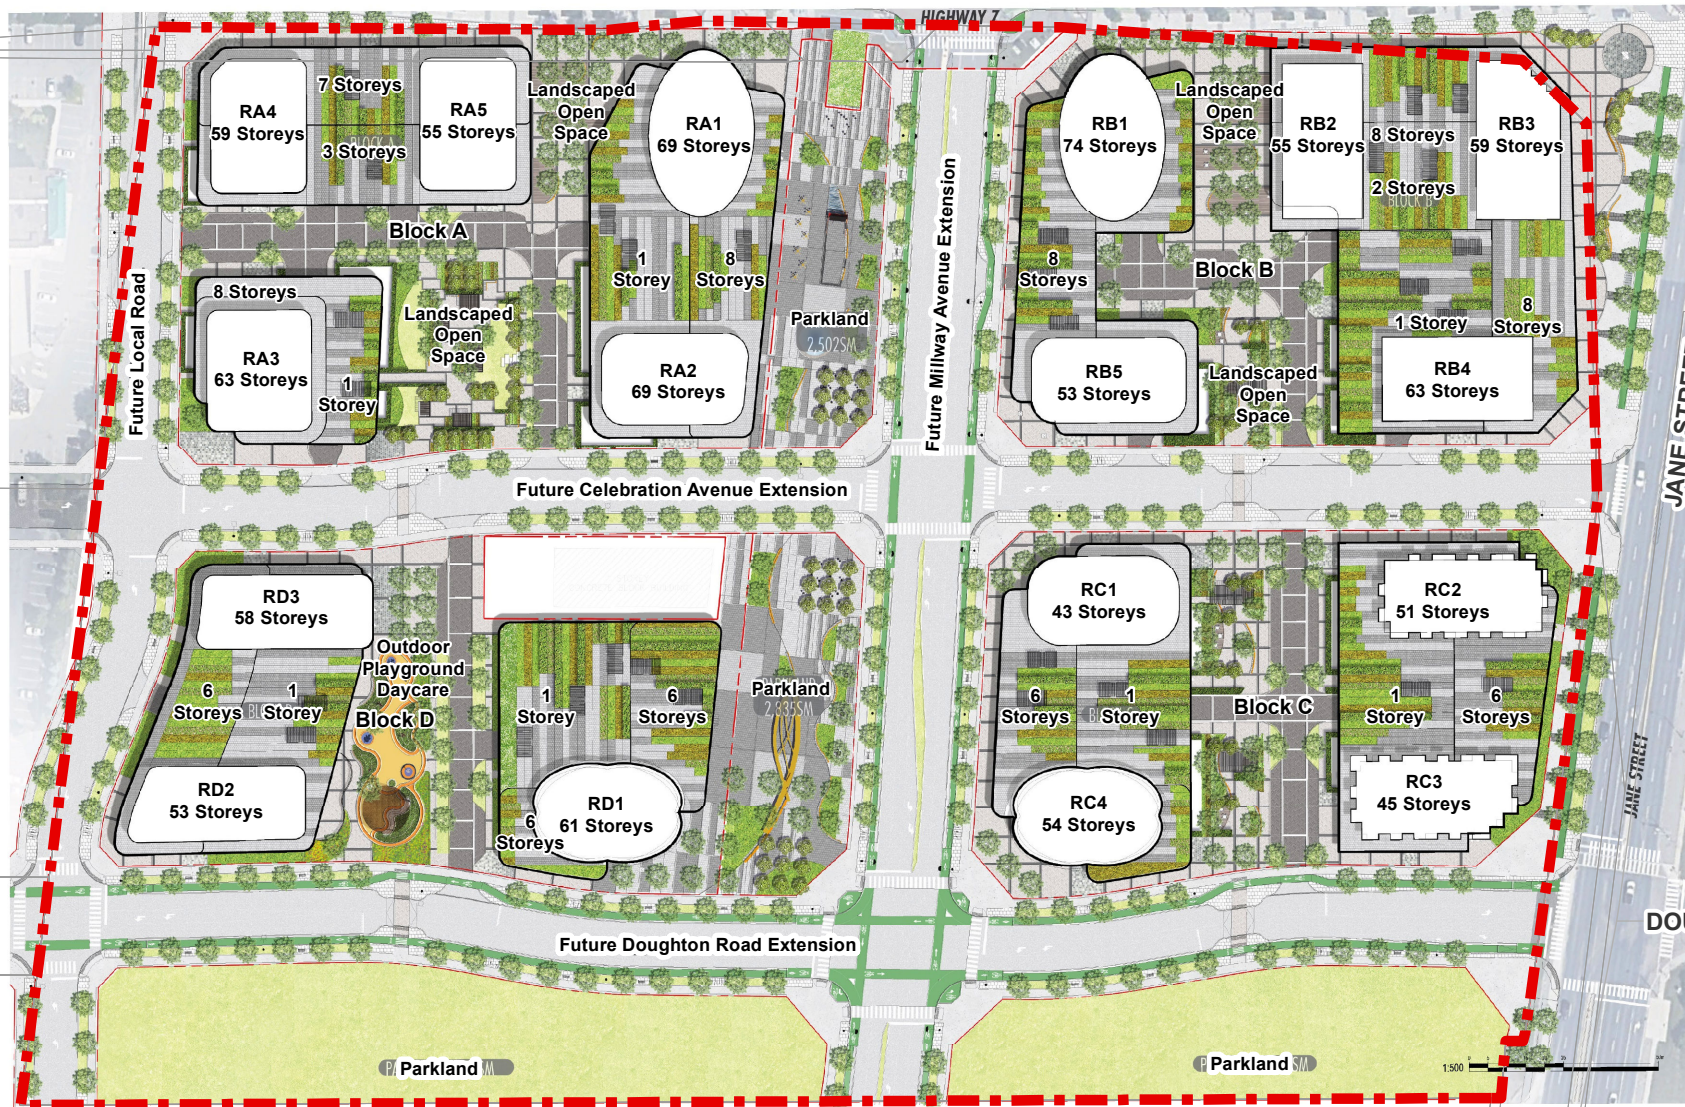 HIGHWAY 7
RA4
59 Storeys
7 Storeys
3 Storeys
RA5
55 Storeys
Landscaped
Open
Space
RA1
69 Storeys
Block A
1
Storey
8
Storeys
8 Storeys
RA3
63 Storeys
1
Storey
Landscaped
Open
Space
RA2
69 Storeys
Parkland
2,502SM
Future Local Road
Future Millway Avenue Extension
RB1
74 Storeys
Landscaped
Open
Space
RB2
55 Storeys
8 Storeys
2 Storeys
RB3
59 Storeys
8
Storeys
Block B
1 Storey
8
Storeys
RB5
53 Storeys
Landscaped
Open
Space
RB4
63 Storeys
Future Celebration Avenue Extension
RD3
58 Storeys
6
Storeys
1
Storey
RD2
53 Storeys
Outdoor
Playground
Daycare
Block D
1
Storey
6
Storeys
6
Storeys
RD1
61 Storeys
Parkland
2,335SM
RC1
43 Storeys
6
Storeys
1
Storey
RC4
54 Storeys
Block C
RC2
51 Storeys
1
Storey
6
Storeys
RC3
45 Storeys
JANE STREET
JANE STREET
DOU
Future Doughton Road Extension
Parkland
Parkland
1:500